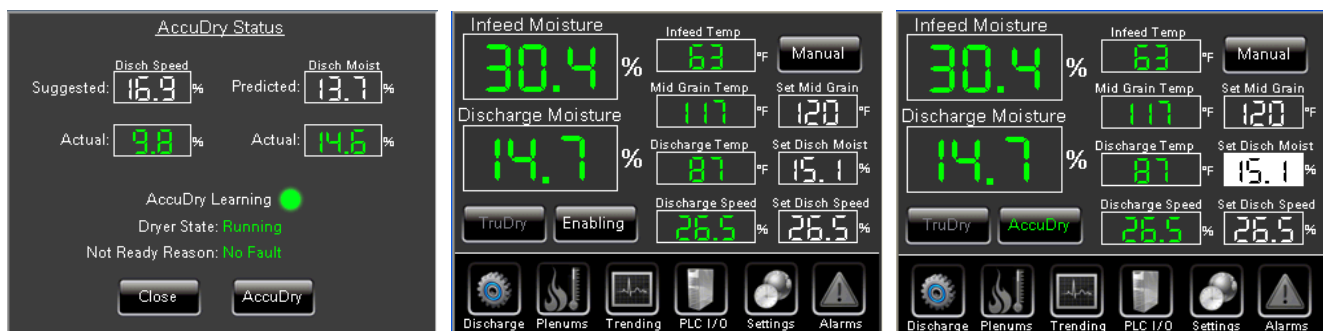 AccuDry Status
Disch Speed Disch Moist
Suggested: 16.9 % Predicted: 13.7 %
Actual: 9.8 % Actual: 14.6 %
AccuDry Learning
Dryer State: Running
Not Ready Reason: No Fault
Close AccuDry
Infeed Moisture
30.4 %
Infeed Temp
63 °F
Manual
Mid Grain Temp Set Mid Grain
117 °F 120 °F
Discharge Moisture
14.7 %
Discharge Temp Set Disch Moist
87 °F 15.1 %
Discharge Speed Set Disch Speed
TruDry Enabling 26.5 % 26.5 %
Discharge Plenums Trending PLC I/O Settings Alarms
Infeed Moisture
30.4 %
Infeed Temp
63 °F
Manual
Mid Grain Temp Set Mid Grain
117 °F 120 °F
Discharge Moisture
14.7 %
Discharge Temp Set Disch Moist
87 °F 15.1 %
Discharge Speed Set Disch Speed
TruDry AccuDry 26.5 % 26.5 %
Discharge Plenums Trending PLC I/O Settings Alarms